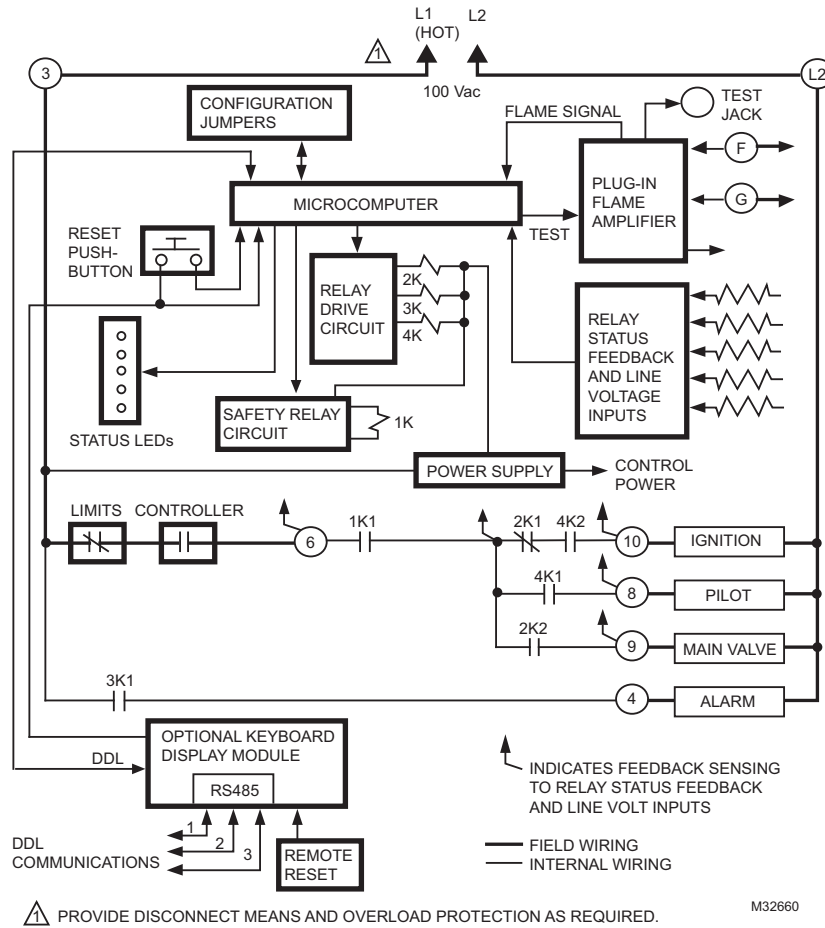 L1
(HOT)
L2
1
3
L2
100 Vac
CONFIGURATION
JUMPERS
FLAME SIGNAL
TEST
JACK
F
PLUG-IN
FLAME
AMPLIFIER
G
MICROCOMPUTER
TEST
RESET
PUSH-
BUTTON
RELAY
DRIVE
CIRCUIT
2K
3K
4K
RELAY
STATUS
FEEDBACK
AND LINE
VOLTAGE
INPUTS
STATUS LEDs
SAFETY RELAY
CIRCUIT
1K
POWER SUPPLY
CONTROL
POWER
LIMITS
CONTROLLER
6
1K1
2K1
4K2
10
IGNITION
4K1
8
PILOT
2K2
9
MAIN VALVE
3K1
4
ALARM
OPTIONAL KEYBOARD
DISPLAY MODULE
DDL
RS485
INDICATES FEEDBACK SENSING
TO RELAY STATUS FEEDBACK
AND LINE VOLT INPUTS
1
2
3
DDL
COMMUNICATIONS
REMOTE
RESET
FIELD WIRING
INTERNAL WIRING
1 PROVIDE DISCONNECT MEANS AND OVERLOAD PROTECTION AS REQUIRED.
M32660